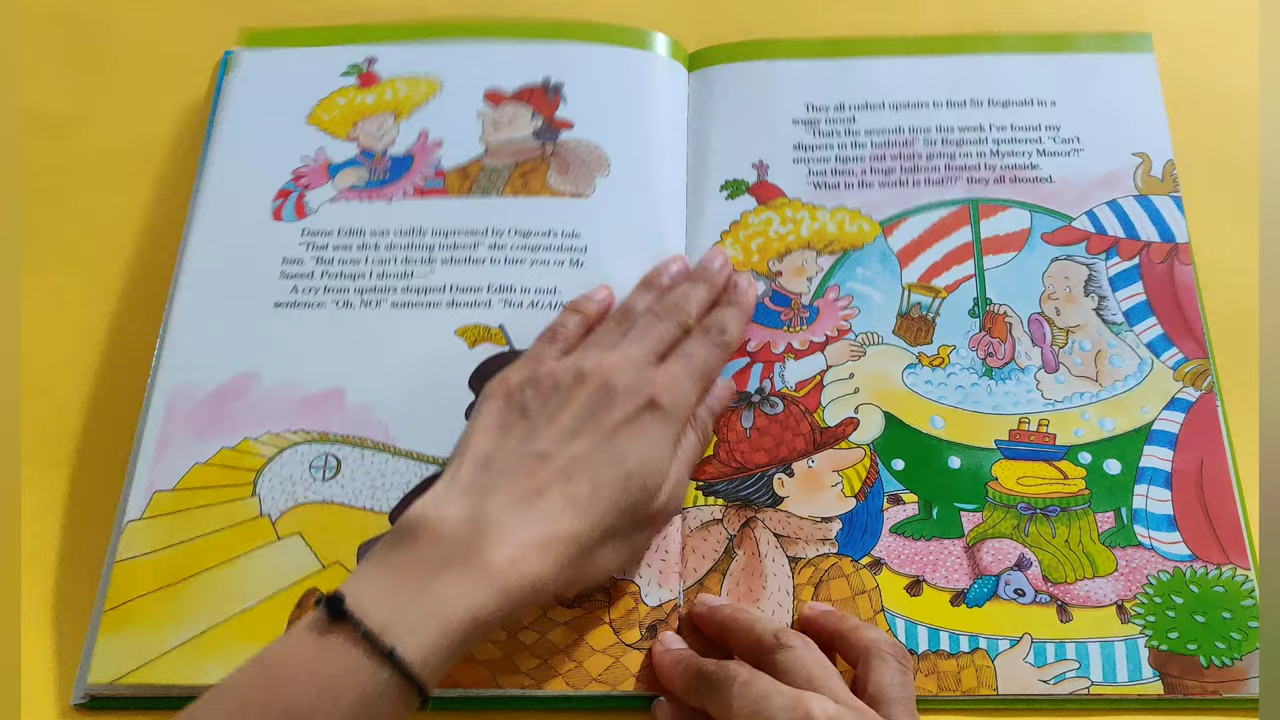 Dame Edith was visibly impressed by Osgood's tale.
"That was slick sleuthing indeed!" she congratulated
him. "But now I can't decide whether to hire you or Mr.
Sneed. Perhaps I should —"
A cry from upstairs stopped Dame Edith in mid-
sentence: "Oh, NO!" someone shouted. "Not AGAIN
They all rushed upstairs to find Sir Reginald in a
soggy mood.
"That's the seventh time this week I've found my
slippers in the bathtub!" Sir Reginald sputtered. "Can't
anyone figure out what's going on in Mystery Manor?!"
Just then, a huge balloon floated by outside.
"What in the world is that?!?" they all shouted.